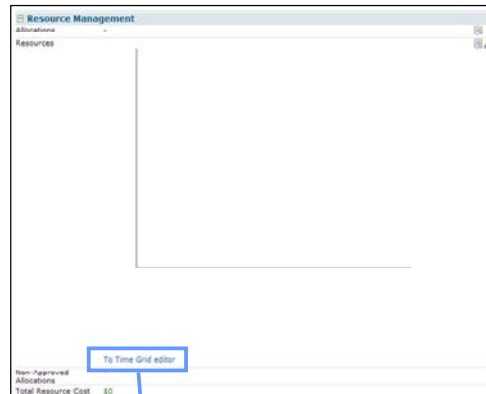 Resource Management
Allocations -
Resources
To Time Grid editor
Non-Approved
Allocations
Total Resource Cost $0